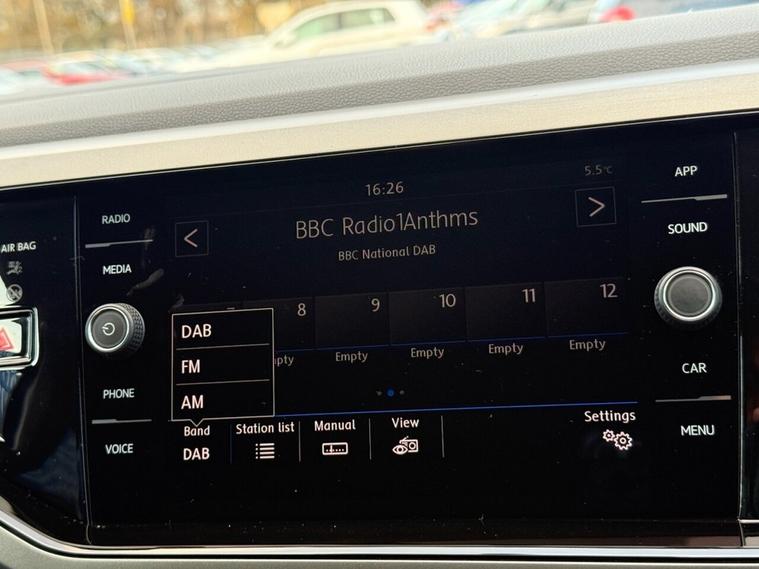 16:26
5.5°C
BBC Radio1Anthms
BBC National DAB
RADIO
MEDIA
AIR BAG
PHONE
VOICE
APP
SOUND
CAR
MENU
8
9
10
11
12
Empty
Empty
Empty
Empty
DAB
FM
AM
Band
DAB
Station list
Manual
View
Settings